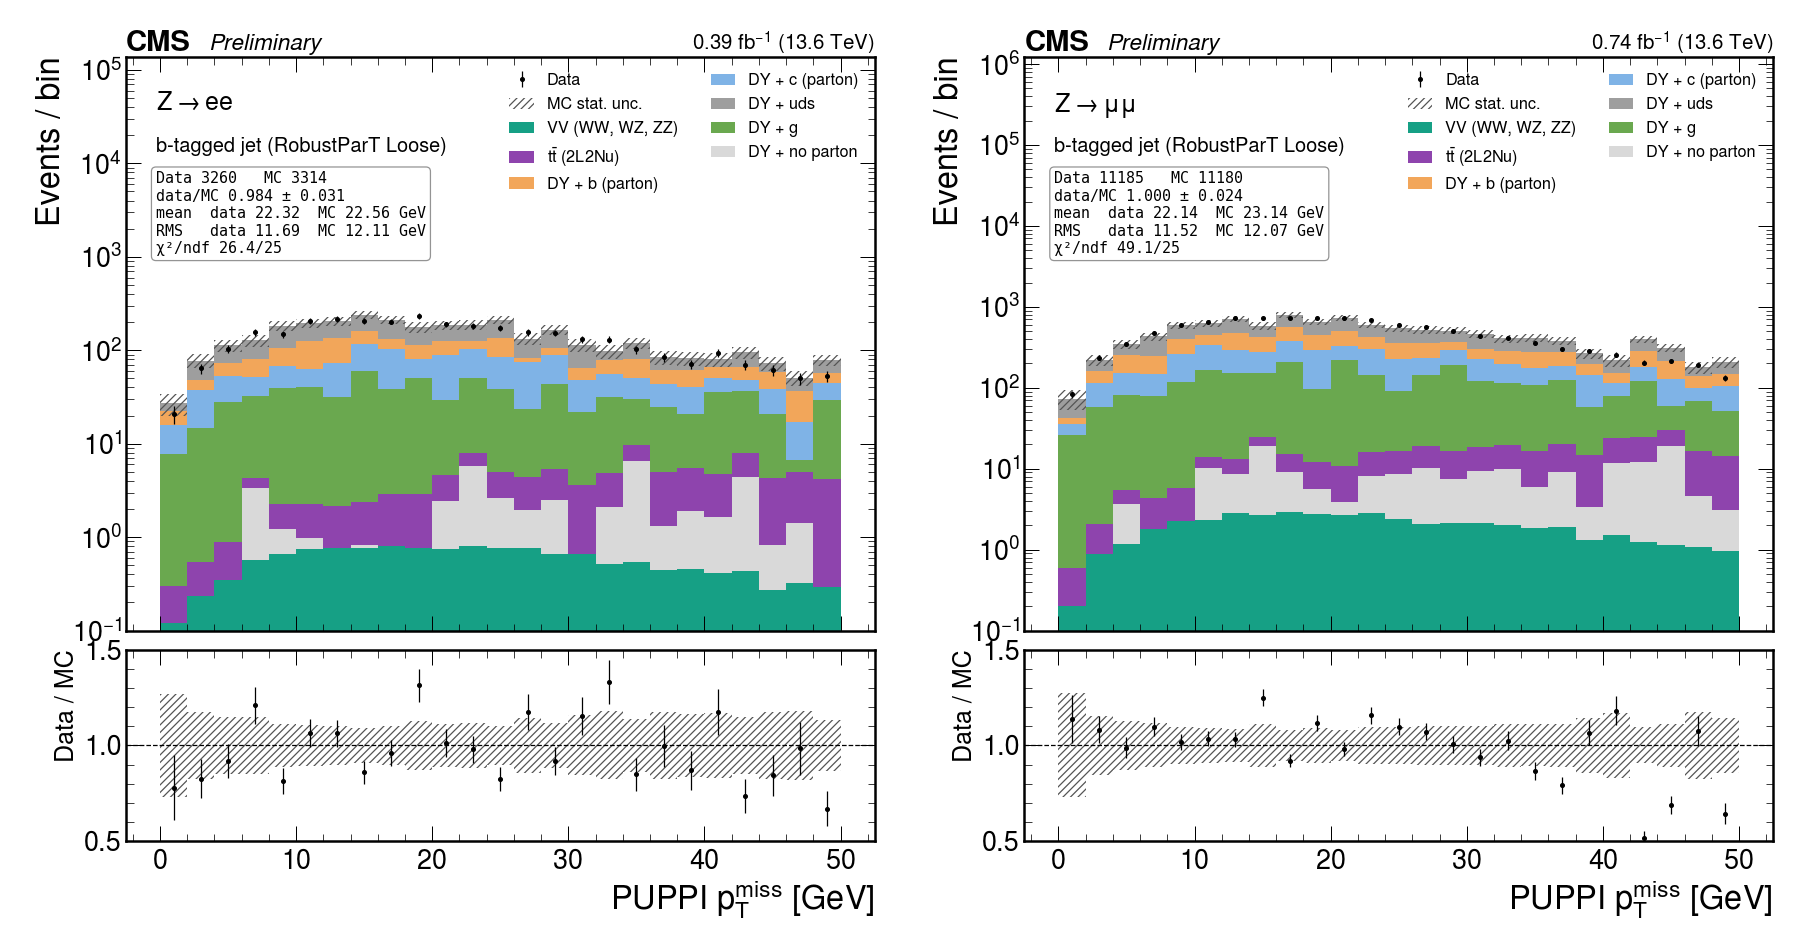 CMS Preliminary 0.39 fb⁻¹ (13.6 TeV)
Events / bin
10⁵
10⁴
10³
10²
10¹
10⁰
10⁻¹
Z → ee
b-tagged jet (RobustParT Loose)
Data 3260 MC 3314
data/MC 0.984 ± 0.031
mean data 22.32 MC 22.56 GeV
RMS data 11.69 MC 12.11 GeV
χ²/ndf 26.4/25
Data
MC stat. unc.
VV (WW, WZ, ZZ)
tt̄ (2L2Nu)
DY + b (parton)
DY + c (parton)
DY + uds
DY + g
DY + no parton
Data / MC
1.5
1.0
0.5
0 10 20 30 40 50
PUPPI p_T^miss [GeV]
CMS Preliminary 0.74 fb⁻¹ (13.6 TeV)
Events / bin
10⁶
10⁵
10⁴
10³
10²
10¹
10⁰
10⁻¹
Z → μμ
b-tagged jet (RobustParT Loose)
Data 11185 MC 11180
data/MC 1.000 ± 0.024
mean data 22.14 MC 23.14 GeV
RMS data 11.52 MC 12.07 GeV
χ²/ndf 49.1/25
Data
MC stat. unc.
VV (WW, WZ, ZZ)
tt̄ (2L2Nu)
DY + b (parton)
DY + c (parton)
DY + uds
DY + g
DY + no parton
Data / MC
1.5
1.0
0.5
0 10 20 30 40 50
PUPPI p_T^miss [GeV]